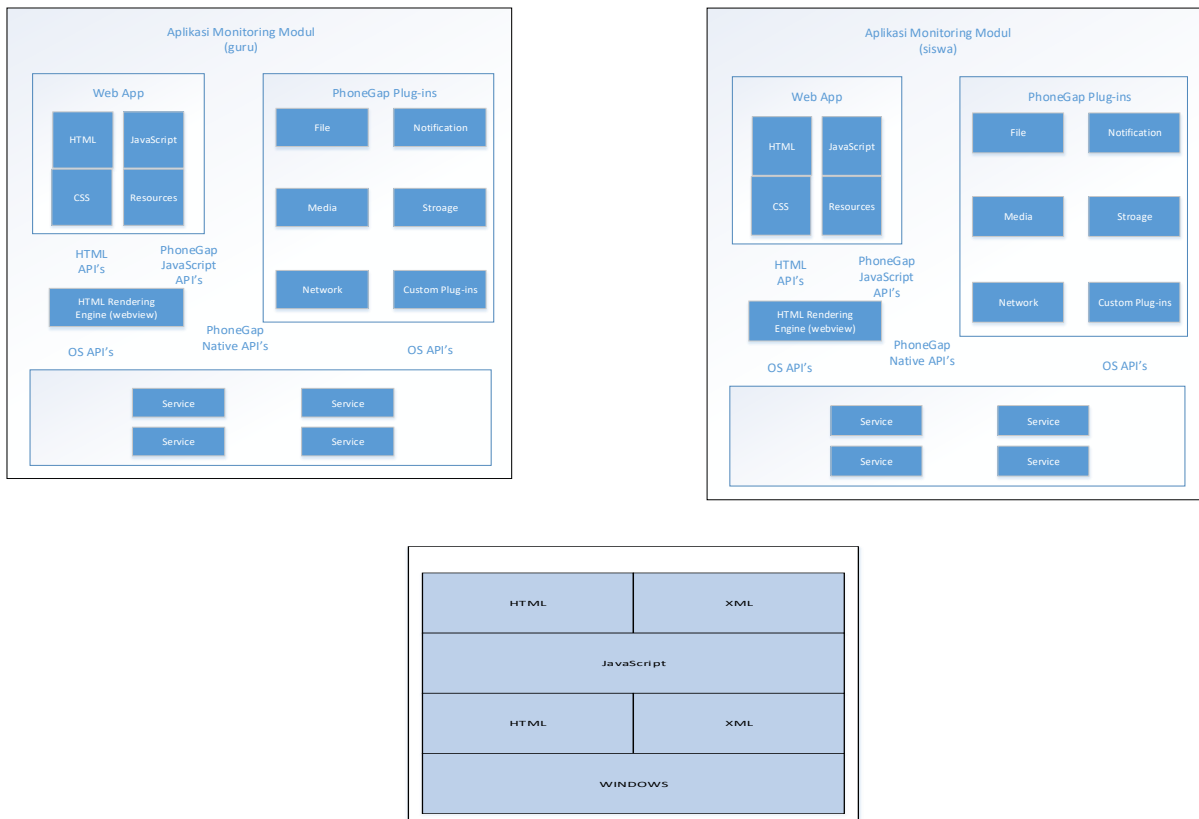 Aplikasi Monitoring Modul
(guru)
Web App
HTML
JavaScript
CSS
Resources
HTML
API's
PhoneGap
JavaScript
API's
HTML Rendering
Engine (webview)
OS API's
PhoneGap
Native API's
PhoneGap Plug-ins
File
Notification
Media
Stroage
Network
Custom Plug-ins
OS API's
Service
Service
Service
Service
Aplikasi Monitoring Modul
(siswa)
Web App
HTML
JavaScript
CSS
Resources
HTML
API's
PhoneGap
JavaScript
API's
HTML Rendering
Engine (webview)
OS API's
PhoneGap
Native API's
PhoneGap Plug-ins
File
Notification
Media
Stroage
Network
Custom Plug-ins
OS API's
Service
Service
Service
Service
HTML
XML
JavaScript
HTML
XML
WINDOWS